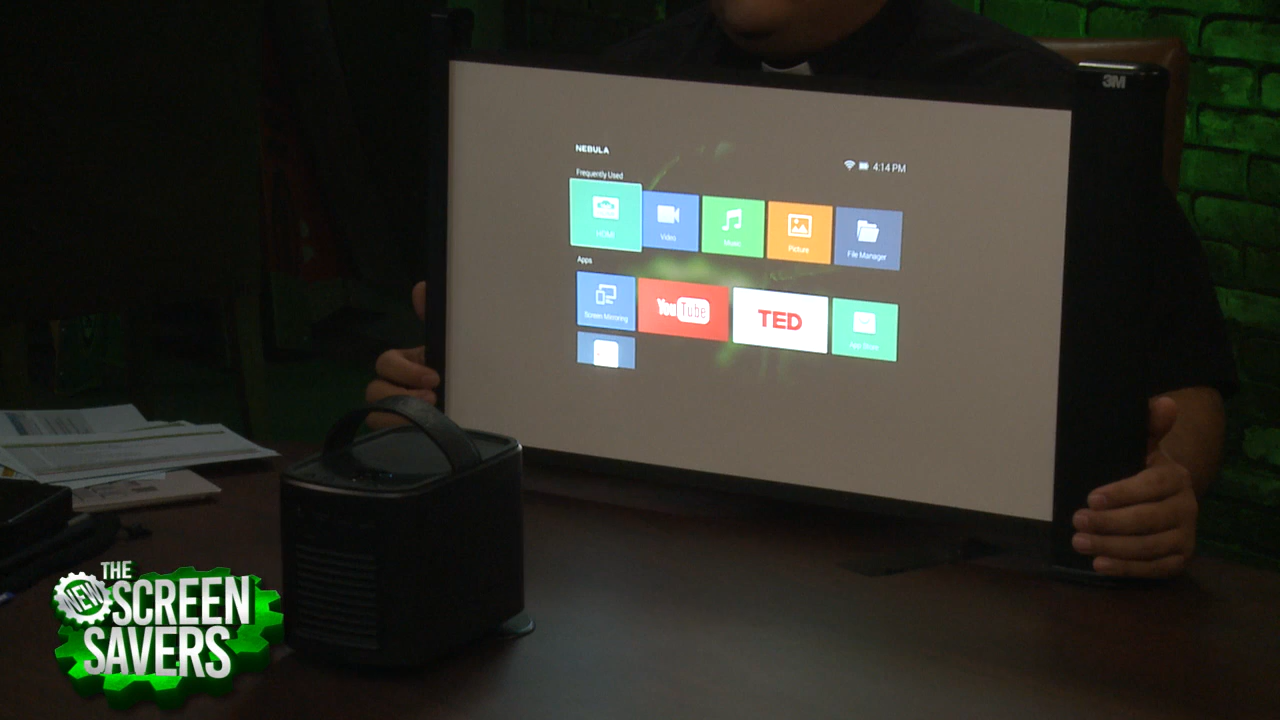 3M
NEBULA
4:14 PM
Frequently Used
HDMI
Video
Music
Picture
File Manager
Apps
Screen Mirroring
YouTube
TED
App Store
THE
NEW
SCREEN
SAVERS